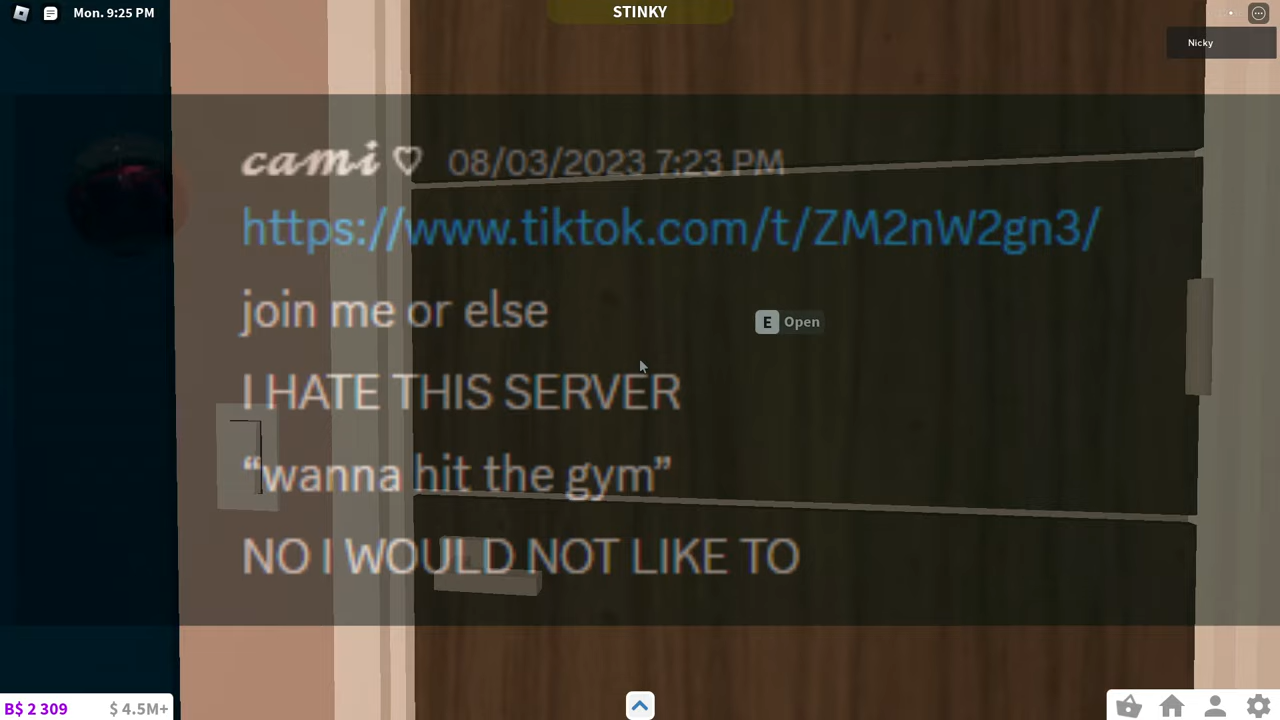 Mon. 9:25 PM
STINKY
Nicky
cami ♡ 08/03/2023 7:23 PM
https://www.tiktok.com/t/ZM2nW2gn3/
join me or else
E Open
I HATE THIS SERVER
“wanna hit the gym”
NO I WOULD NOT LIKE TO
B$ 2 309 $ 4.5M+